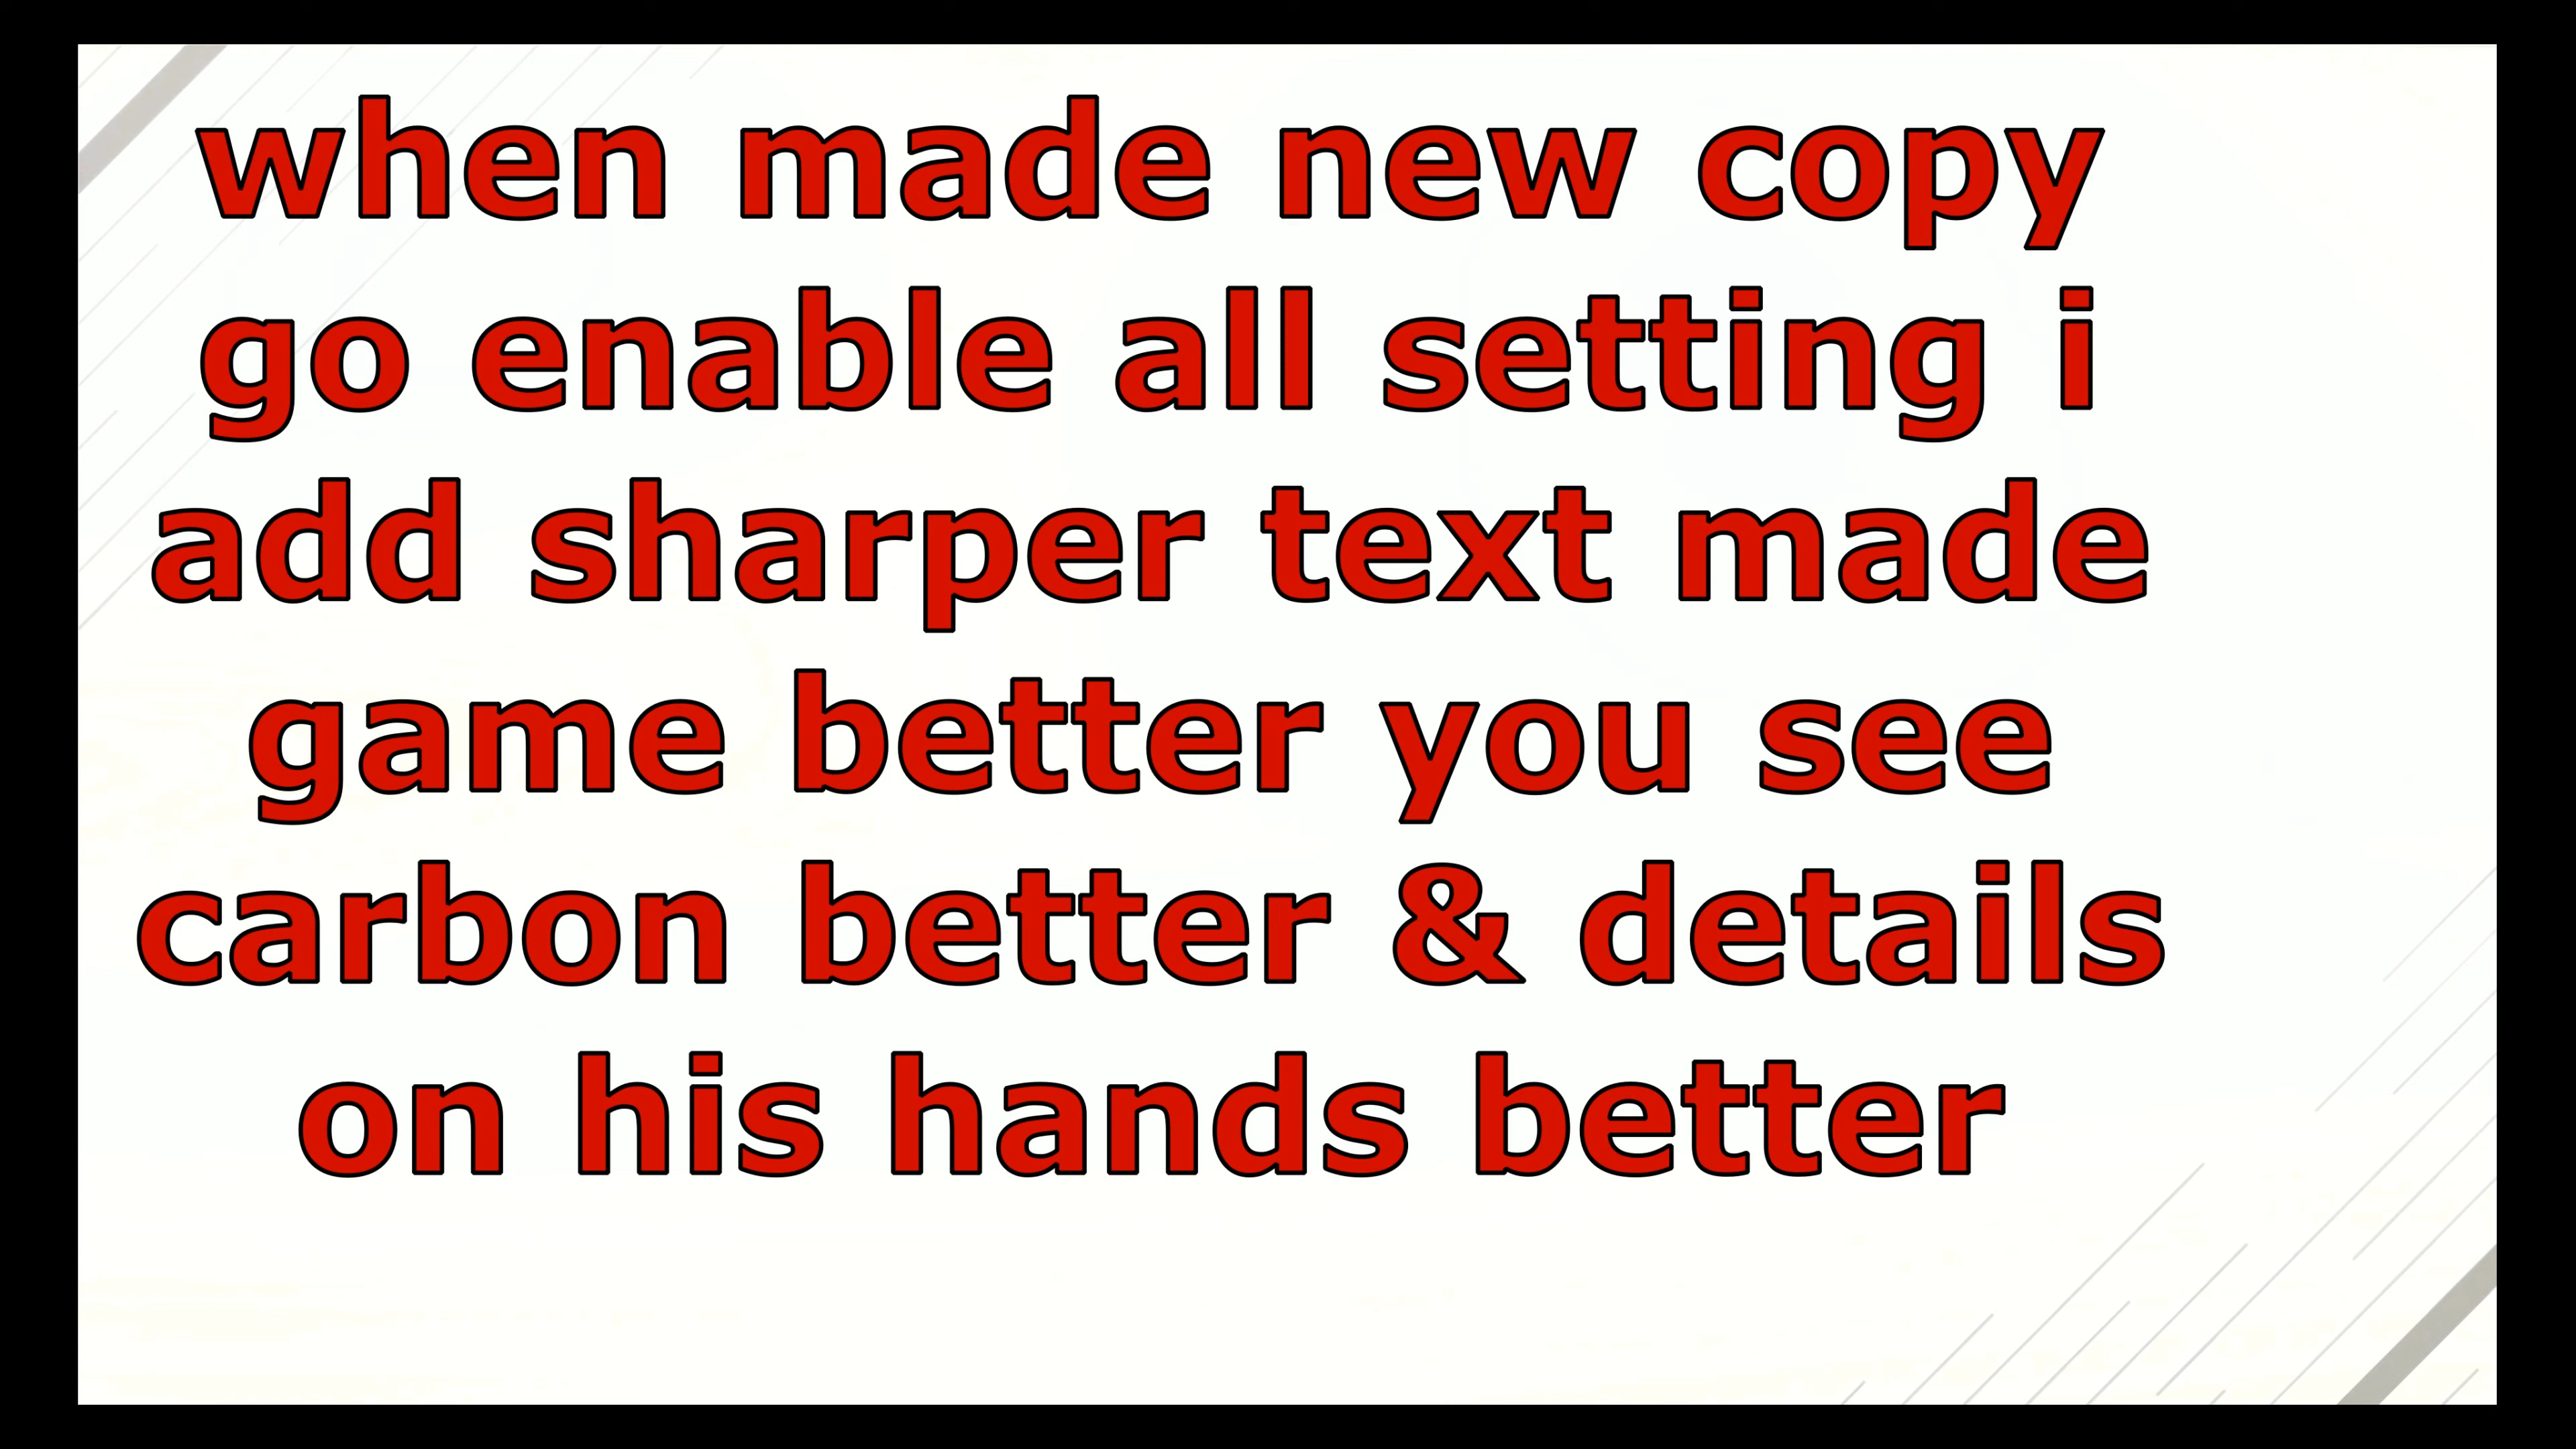 when made new copy
go enable all setting i
add sharper text made
game better you see
carbon better & details
on his hands better